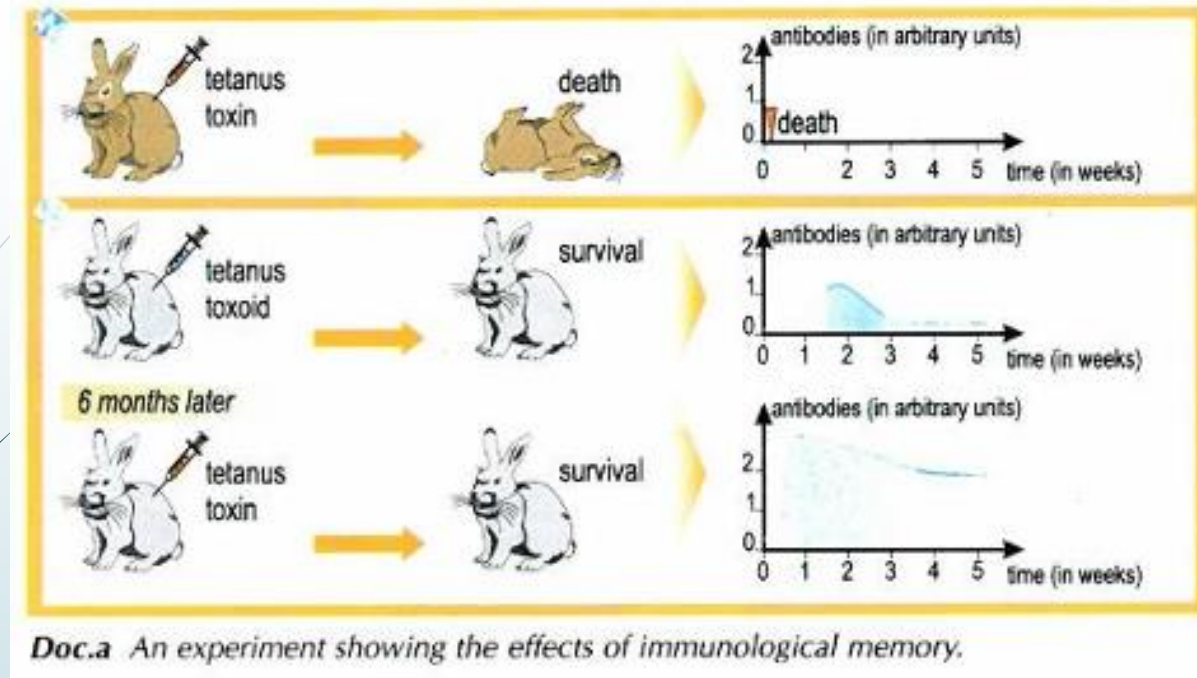 tetanus
toxin
death
antibodies (in arbitrary units)
2
1
0
death
0 2 3 4 5 time (in weeks)
tetanus
toxoid
survival
antibodies (in arbitrary units)
2
1
0
0 1 2 3 4 5 time (in weeks)
6 months later
tetanus
toxin
survival
antibodies (in arbitrary units)
2
1
0
0 1 2 3 4 5 time (in weeks)
Doc.a An experiment showing the effects of immunological memory.